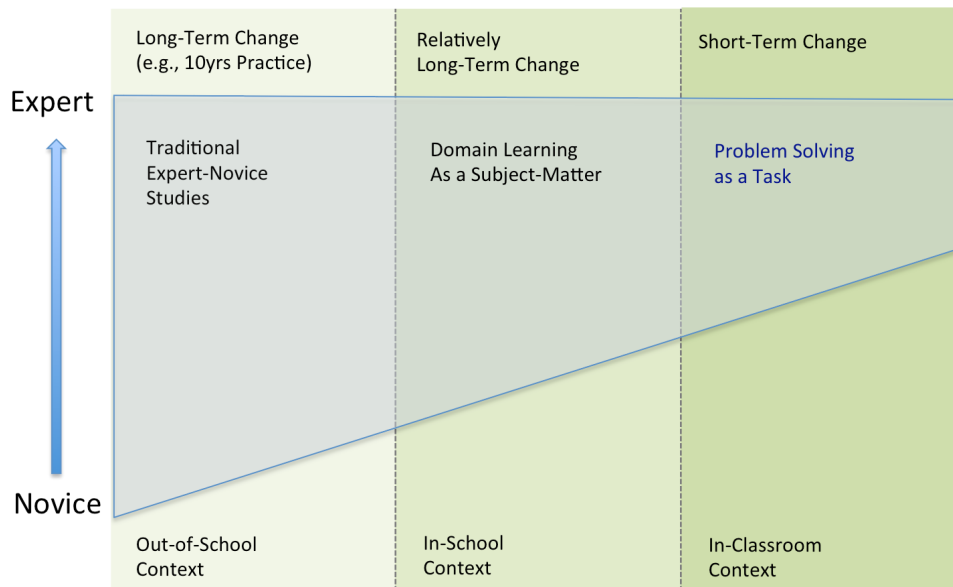 Long-Term Change
(e.g., 10yrs Practice)
Relatively
Long-Term Change
Short-Term Change
Expert
Traditional
Expert-Novice
Studies
Domain Learning
As a Subject-Matter
Problem Solving
as a Task
Novice
Out-of-School
Context
In-School
Context
In-Classroom
Context